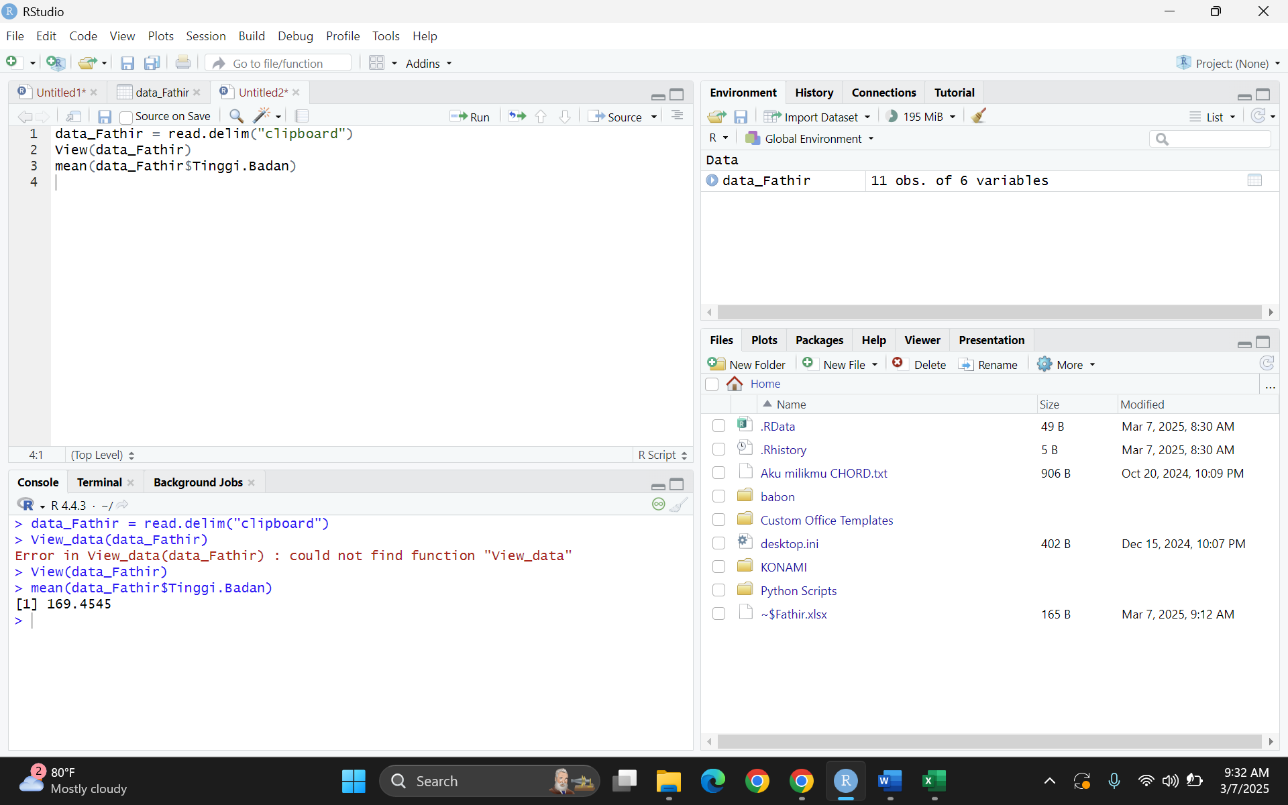 RStudio
File Edit Code View Plots Session Build Debug Profile Tools Help
Go to file/function Addins Project: (None)
Untitled1* data_Fathir Untitled2*
Source on Save Run Source
1 data_Fathir = read.delim("clipboard")
2 View(data_Fathir)
3 mean(data_Fathir$Tinggi.Badan)
4
4:1 (Top Level) R Script
Console Terminal Background Jobs
R 4.4.3 · ~/
> data_Fathir = read.delim("clipboard")
> View_data(data_Fathir)
Error in View_data(data_Fathir) : could not find function "View_data"
> View(data_Fathir)
> mean(data_Fathir$Tinggi.Badan)
[1] 169.4545
>
Environment History Connections Tutorial
Import Dataset 195 MiB List
R Global Environment
Data
data_Fathir 11 obs. of 6 variables
Files Plots Packages Help Viewer Presentation
New Folder New File Delete Rename More
Home ...
Name Size Modified
.RData 49 B Mar 7, 2025, 8:30 AM
.Rhistory 5 B Mar 7, 2025, 8:30 AM
Aku milikmu CHORD.txt 906 B Oct 20, 2024, 10:09 PM
babon
Custom Office Templates
desktop.ini 402 B Dec 15, 2024, 10:07 PM
KONAMI
Python Scripts
~$Fathir.xlsx 165 B Mar 7, 2025, 9:12 AM
2 80°F
Mostly cloudy
Search
9:32 AM
3/7/2025